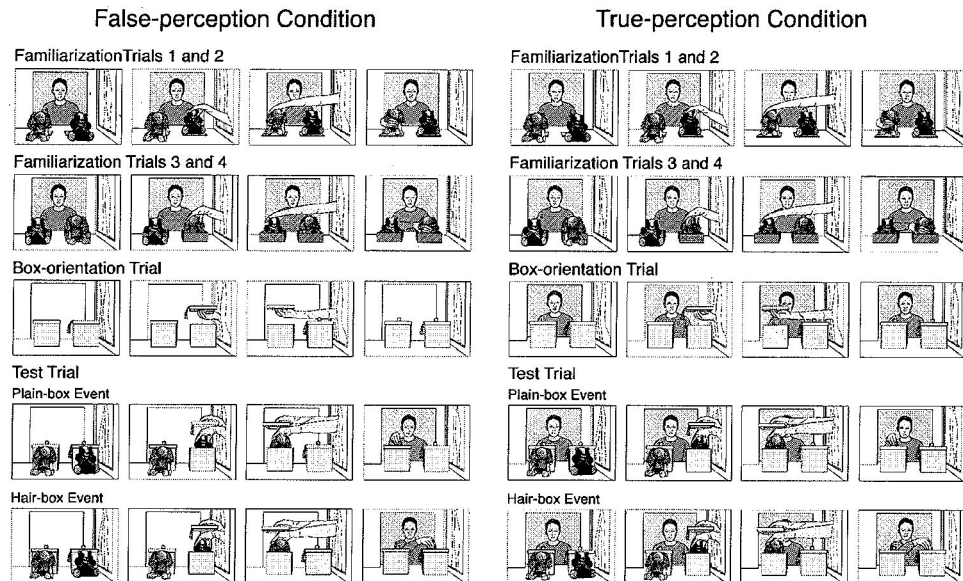 False-perception Condition
FamiliarizationTrials 1 and 2
Familiarization Trials 3 and 4
Box-orientation Trial
Test Trial
Plain-box Event
Hair-box Event
True-perception Condition
FamiliarizationTrials 1 and 2
Familiarization Trials 3 and 4
Box-orientation Trial
Test Trial
Plain-box Event
Hair-box Event